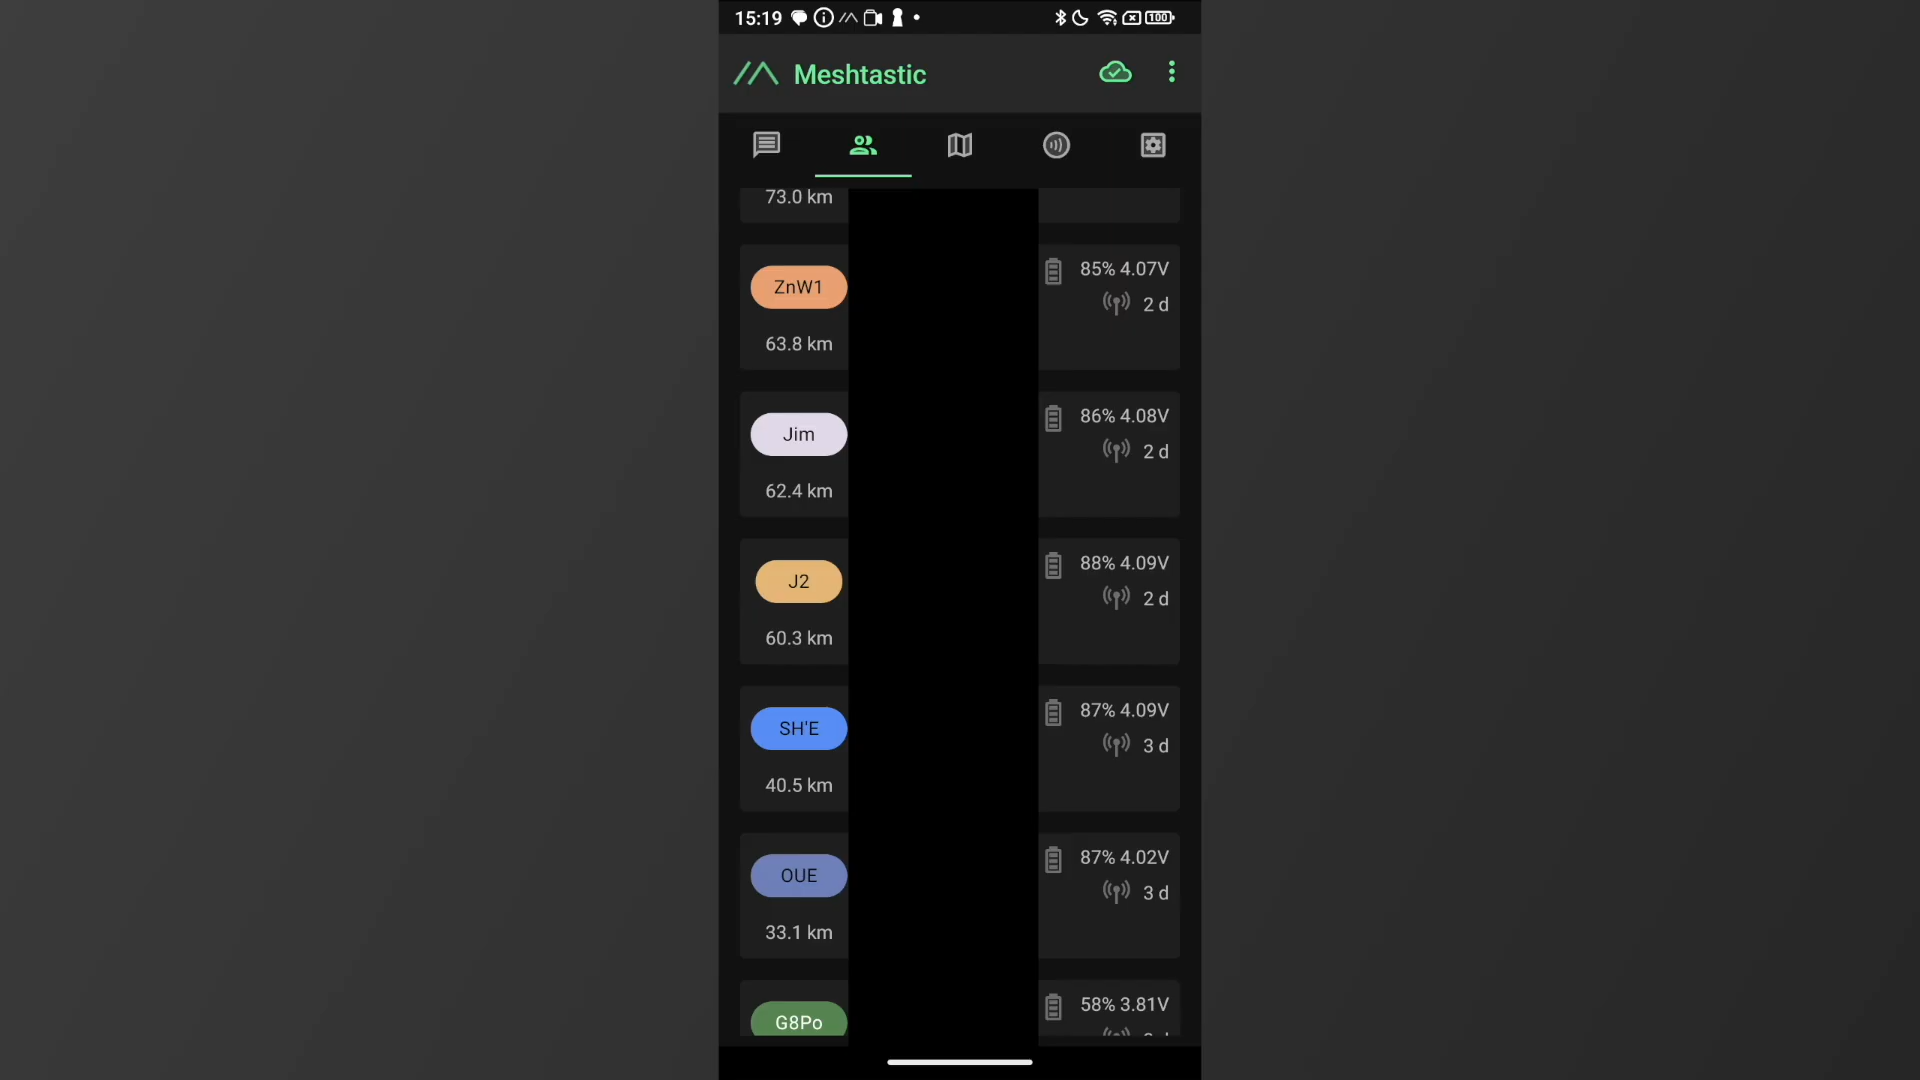 15:19
100
Meshtastic
73.0 km
ZnW1
85% 4.07V
2 d
63.8 km
Jim
86% 4.08V
2 d
62.4 km
J2
88% 4.09V
2 d
60.3 km
SH'E
87% 4.09V
3 d
40.5 km
OUE
87% 4.02V
3 d
33.1 km
G8Po
58% 3.81V